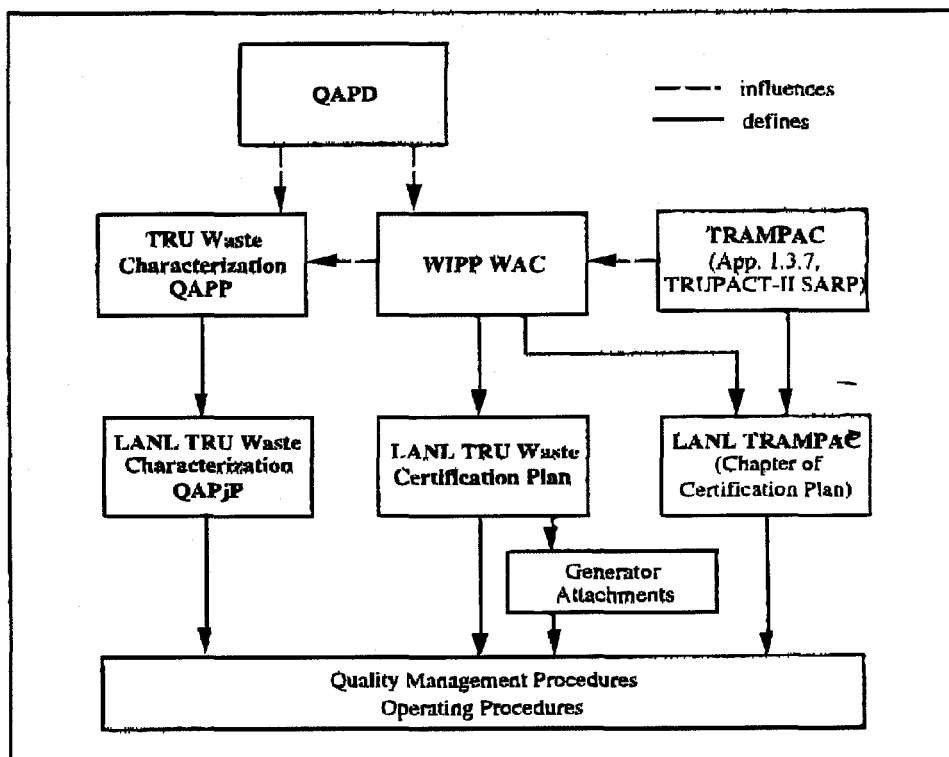 QAPD
influences
defines
TRU Waste
Characterization
QAPP
WIPP WAC
TRAMPAC
(App. 1.3.7,
TRUPACT-II SARP)
LANL TRU Waste
Characterization
QAPjP
LANL TRU Waste
Certification Plan
LANL TRAMPAC
(Chapter of
Certification Plan)
Generator
Attachments
Quality Management Procedures
Operating Procedures